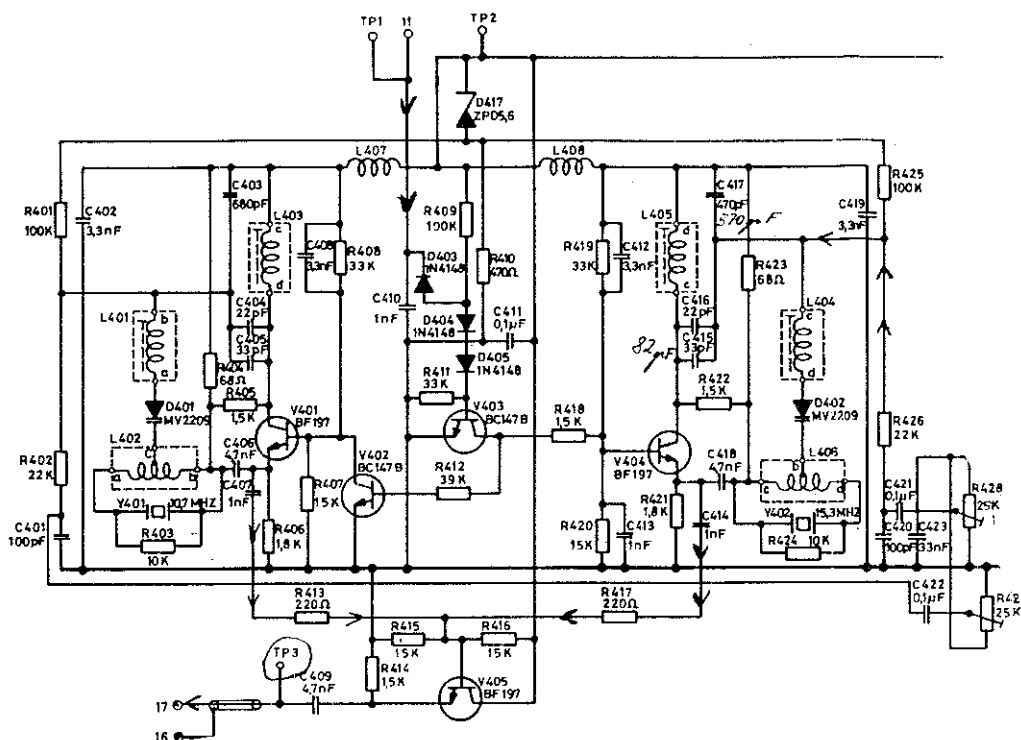 TP1
11
TP2
D417
ZPD5,6
L407
L408
R401
100K
C402
3,3nF
C403
680pF
L403
c
d
C408
3,3nF
R408
33K
R409
100K
D403
1N4148
R410
470Ω
R419
33K
C412
3,3nF
L405
c
d
C417
470pF
570pF
C419
3,3nF
R425
100K
R423
68Ω
L404
c
d
L401
b
a
C404
22pF
C405
33pF
R404
68Ω
R405
1,5K
C410
1nF
D404
1N4148
C411
0,1µF
D405
1N4148
R411
33K
C416
22pF
C415
33pF
82pF
R422
1,5K
D401
MV2209
D402
MV2209
L402
a
c
b
C406
4,7nF
V401
BF197
V402
BC147B
V403
BC147B
R418
1,5K
V404
BF197
C418
4,7nF
L406
b
c
a
R426
22K
R402
22K
C407
1nF
R407
15K
R412
39K
R421
1,8K
C414
1nF
C421
0,1µF
R428
25K
C401
100pF
Y401
10,7MHZ
R403
10K
R406
1,8K
R420
15K
C413
1nF
Y402
15,3MHZ
R424
10K
C420
100pF
C423
33nF
C422
0,1µF
R42
25K
R413
220Ω
R417
220Ω
R415
15K
R416
15K
TP3
C409
4,7nF
R414
1,5K
V405
BF197
17
16